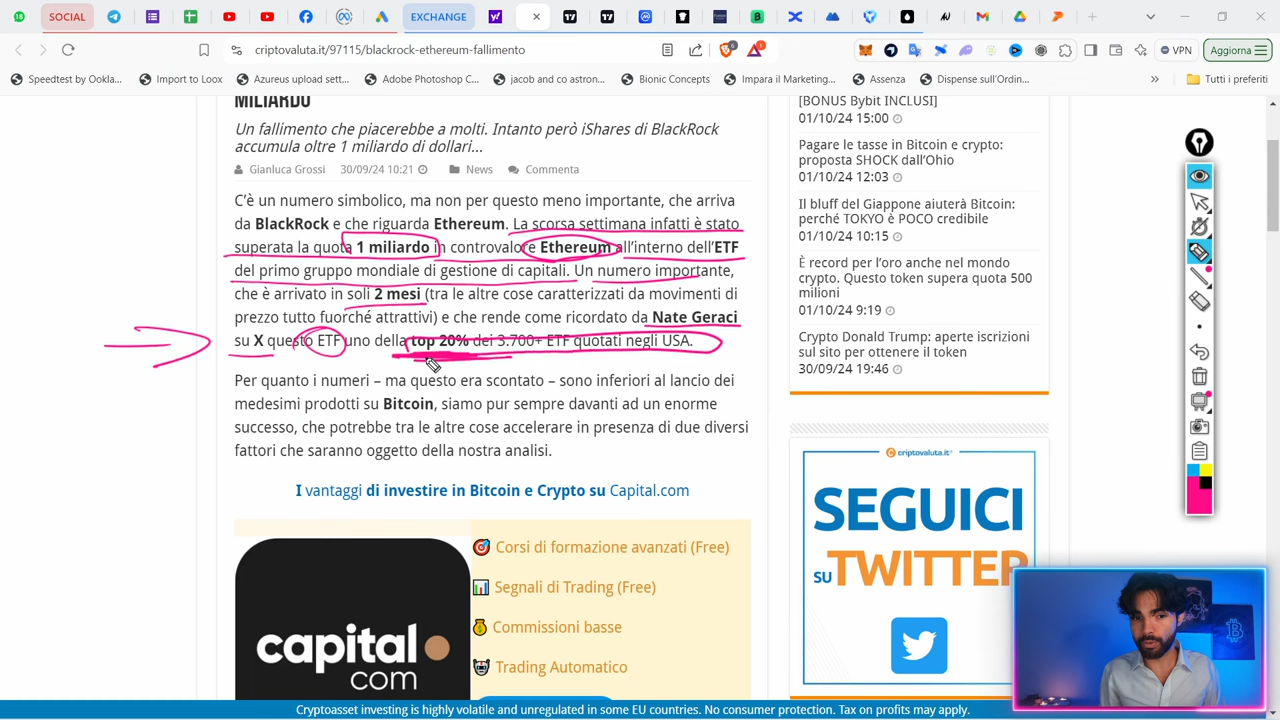 SOCIAL
EXCHANGE
criptovaluta.it/97115/blackrock-ethereum-fallimento
6
1
VPN
Aggiorna
Speedtest by Ookla...
Import to Loox
Azureus upload sett...
Adobe Photoshop C...
jacob and co astron...
Bionic Concepts
Impara il Marketing...
Assenza
Dispense sull'Ordin...
Tutti i preferiti
MILIARDO
Un fallimento che piacerebbe a molti. Intanto però iShares di BlackRock
accumula oltre 1 miliardo di dollari...
Gianluca Grossi 30/09/24 10:21 News Commenta
C'è un numero simbolico, ma non per questo meno importante, che arriva
da BlackRock e che riguarda Ethereum. La scorsa settimana infatti è stato
superata la quota 1 miliardo in controvalore Ethereum all'interno dell'ETF
del primo gruppo mondiale di gestione di capitali. Un numero importante,
che è arrivato in soli 2 mesi (tra le altre cose caratterizzati da movimenti di
prezzo tutto fuorché attrattivi) e che rende come ricordato da Nate Geraci
su X questo ETF uno della top 20% dei 3.700+ ETF quotati negli USA.
Per quanto i numeri – ma questo era scontato – sono inferiori al lancio dei
medesimi prodotti su Bitcoin, siamo pur sempre davanti ad un enorme
successo, che potrebbe tra le altre cose accelerare in presenza di due diversi
fattori che saranno oggetto della nostra analisi.
I vantaggi di investire in Bitcoin e Crypto su Capital.com
capital
com
Corsi di formazione avanzati (Free)
Segnali di Trading (Free)
Commissioni basse
Trading Automatico
[BONUS Bybit INCLUSI]
01/10/24 15:00
Pagare le tasse in Bitcoin e crypto:
proposta SHOCK dall'Ohio
01/10/24 12:03
Il bluff del Giappone aiuterà Bitcoin:
perché TOKYO è POCO credibile
01/10/24 10:15
È record per l'oro anche nel mondo
crypto. Questo token supera quota 500
milioni
01/10/24 9:19
Crypto Donald Trump: aperte iscrizioni
sul sito per ottenere il token
30/09/24 19:46
criptovaluta.it
SEGUICI
SU TWITTER
Cryptoasset investing is highly volatile and unregulated in some EU countries. No consumer protection. Tax on profits may apply.